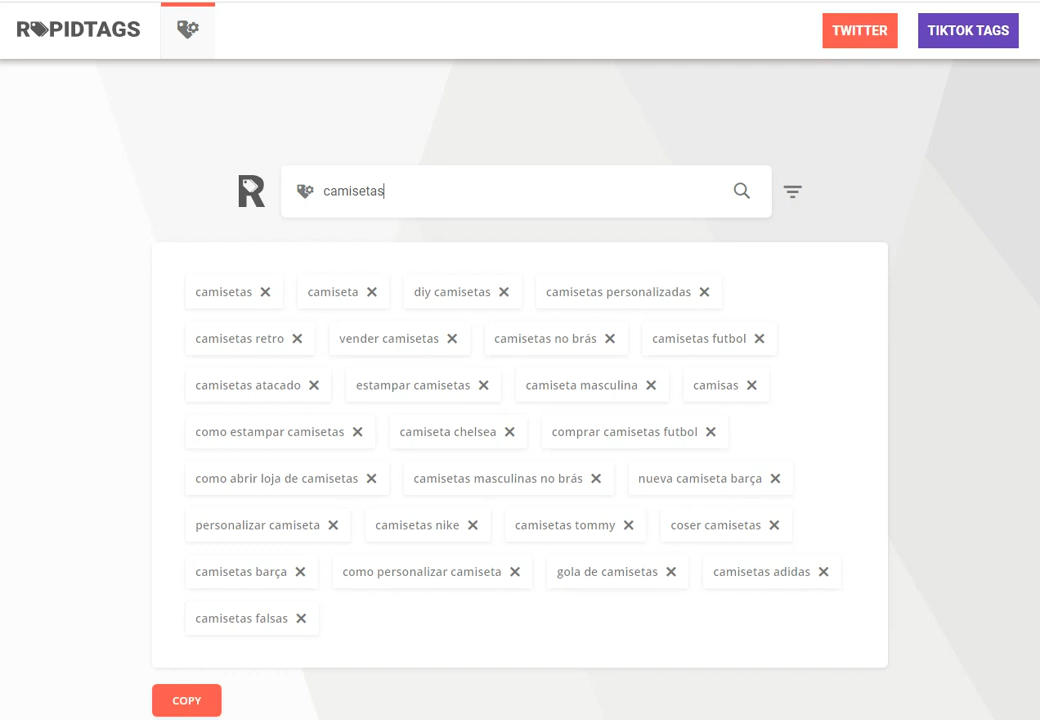 RAPIDTAGS TWITTER TIKTOK TAGS
R camisetas
camisetas camiseta diy camisetas camisetas personalizadas
camisetas retro vender camisetas camisetas no brás camisetas futbol
camisetas atacado estampar camisetas camiseta masculina camisas
como estampar camisetas camiseta chelsea comprar camisetas futbol
como abrir loja de camisetas camisetas masculinas no brás nueva camiseta barça
personalizar camiseta camisetas nike camisetas tommy coser camisetas
camisetas barça como personalizar camiseta gola de camisetas camisetas adidas
camisetas falsas
COPY